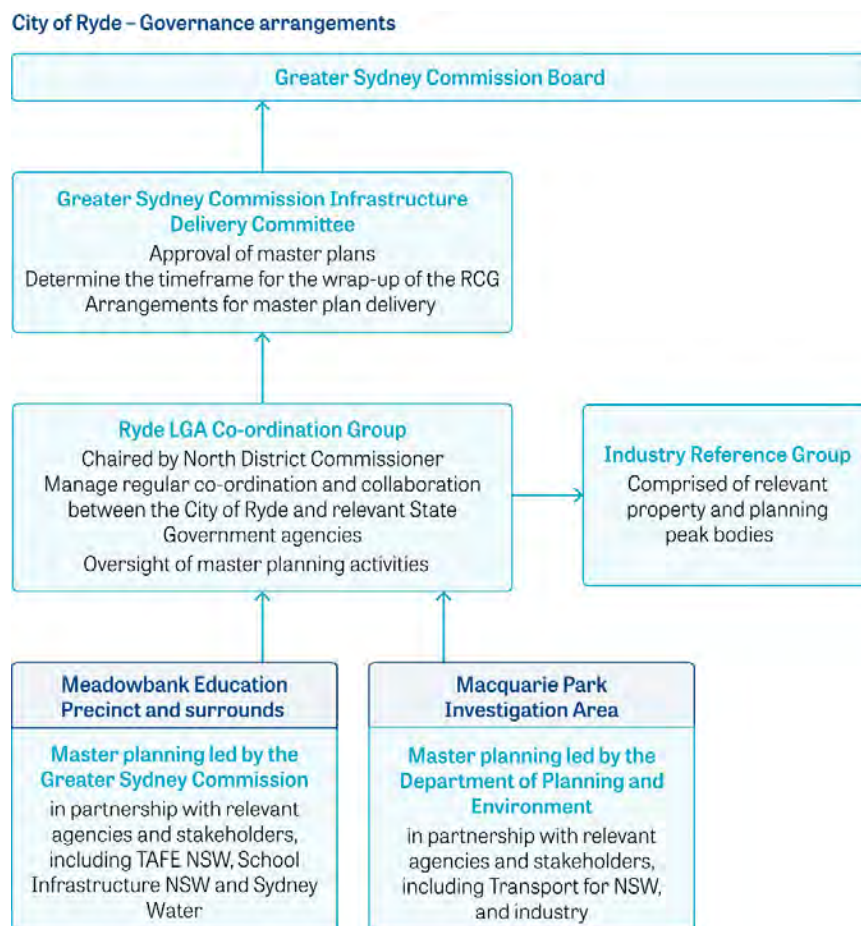 City of Ryde – Governance arrangements
Greater Sydney Commission Board
Greater Sydney Commission Infrastructure
Delivery Committee
Approval of master plans
Determine the timeframe for the wrap-up of the RCG
Arrangements for master plan delivery
Ryde LGA Co-ordination Group
Chaired by North District Commissioner
Manage regular co-ordination and collaboration
between the City of Ryde and relevant State
Government agencies
Oversight of master planning activities
Industry Reference Group
Comprised of relevant
property and planning
peak bodies
Meadowbank Education
Precinct and surrounds
Master planning led by the
Greater Sydney Commission
in partnership with relevant
agencies and stakeholders,
including TAFE NSW, School
Infrastructure NSW and Sydney
Water
Macquarie Park
Investigation Area
Master planning led by the
Department of Planning and
Environment
in partnership with relevant
agencies and stakeholders,
including Transport for NSW,
and industry